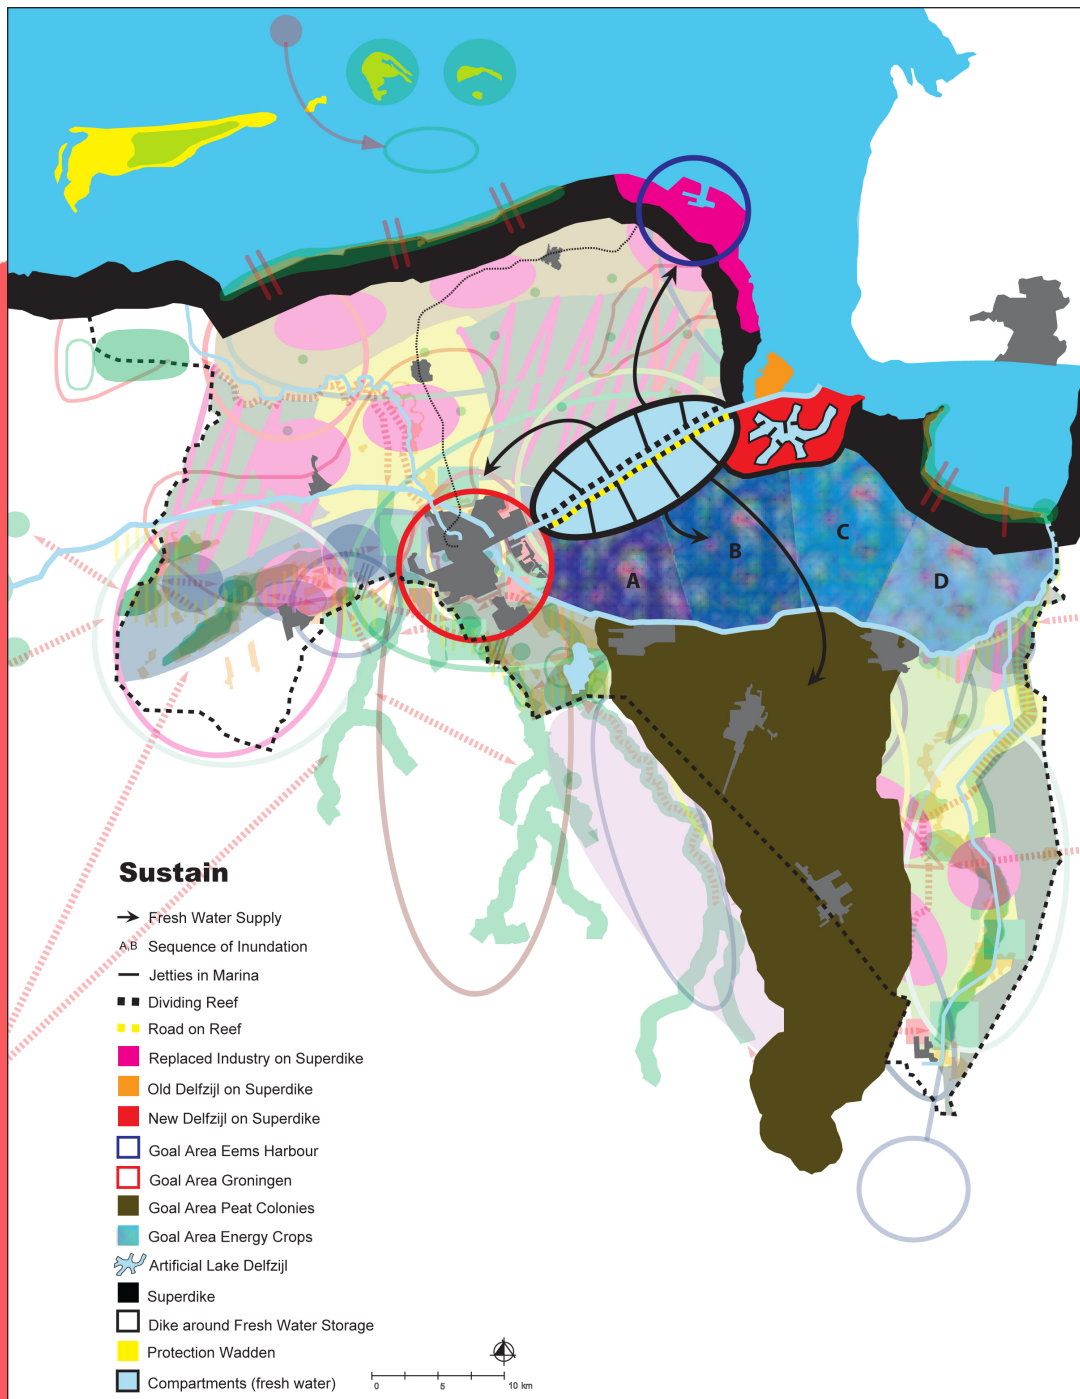 C
B
A
D
Sustain
Fresh Water Supply
A,B Sequence of Inundation
Jetties in Marina
Dividing Reef
Road on Reef
Replaced Industry on Superdike
Old Delfzijl on Superdike
New Delfzijl on Superdike
Goal Area Eems Harbour
Goal Area Groningen
Goal Area Peat Colonies
Goal Area Energy Crops
Artificial Lake Delfzijl
Superdike
Dike around Fresh Water Storage
Protection Wadden
Compartments (fresh water)
0 5 10 km